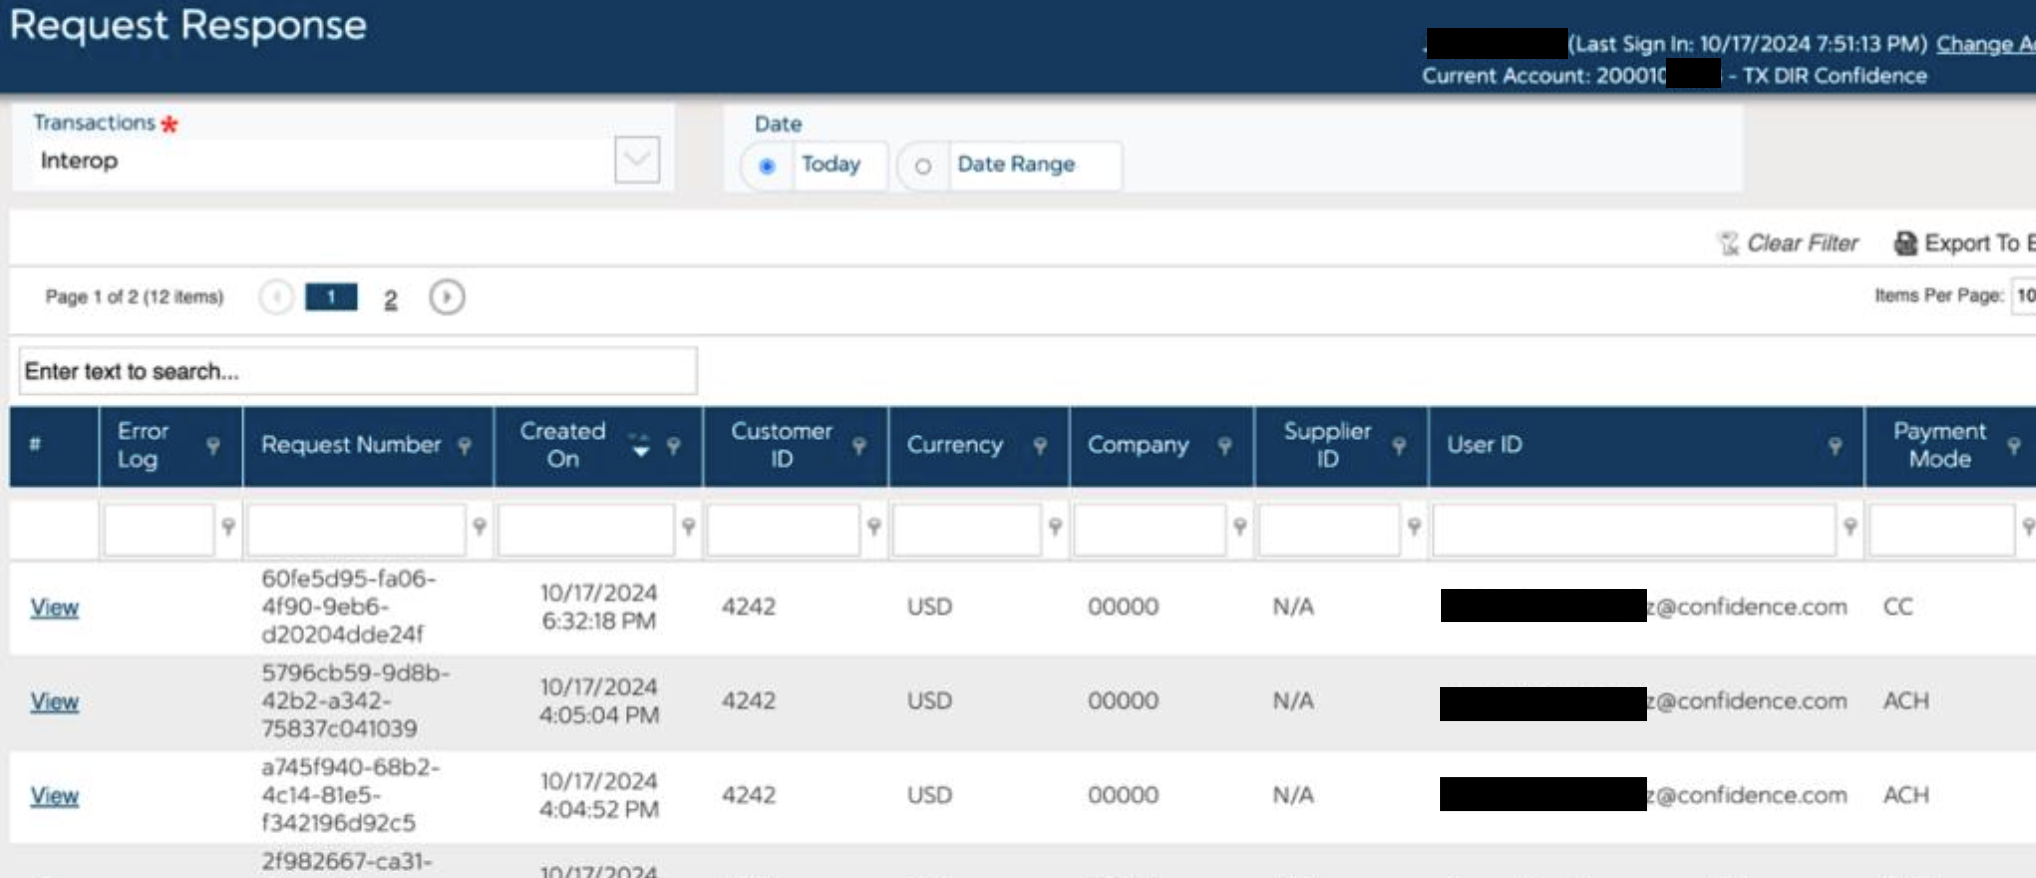 Request Response
(Last Sign In: 10/17/2024 7:51:13 PM) Change
Current Account: 200010 - TX DIR Confidence
Transactions *
Interop
Date
Today
Date Range
Clear Filter
Export To
Page 1 of 2 (12 items)
1
2
Items Per Page: 10
Enter text to search...
# Error Log Request Number Created On Customer ID Currency Company Supplier ID User ID Payment Mode
View 60fe5d95-fa06-4f90-9eb6-d20204dde24f 10/17/2024 6:32:18 PM 4242 USD 00000 N/A z@confidence.com CC
View 5796cb59-9d8b-42b2-a342-75837c041039 10/17/2024 4:05:04 PM 4242 USD 00000 N/A z@confidence.com ACH
View a745f940-68b2-4c14-81e5-f342196d92c5 10/17/2024 4:04:52 PM 4242 USD 00000 N/A z@confidence.com ACH
2f982667-ca31- 10/17/2024